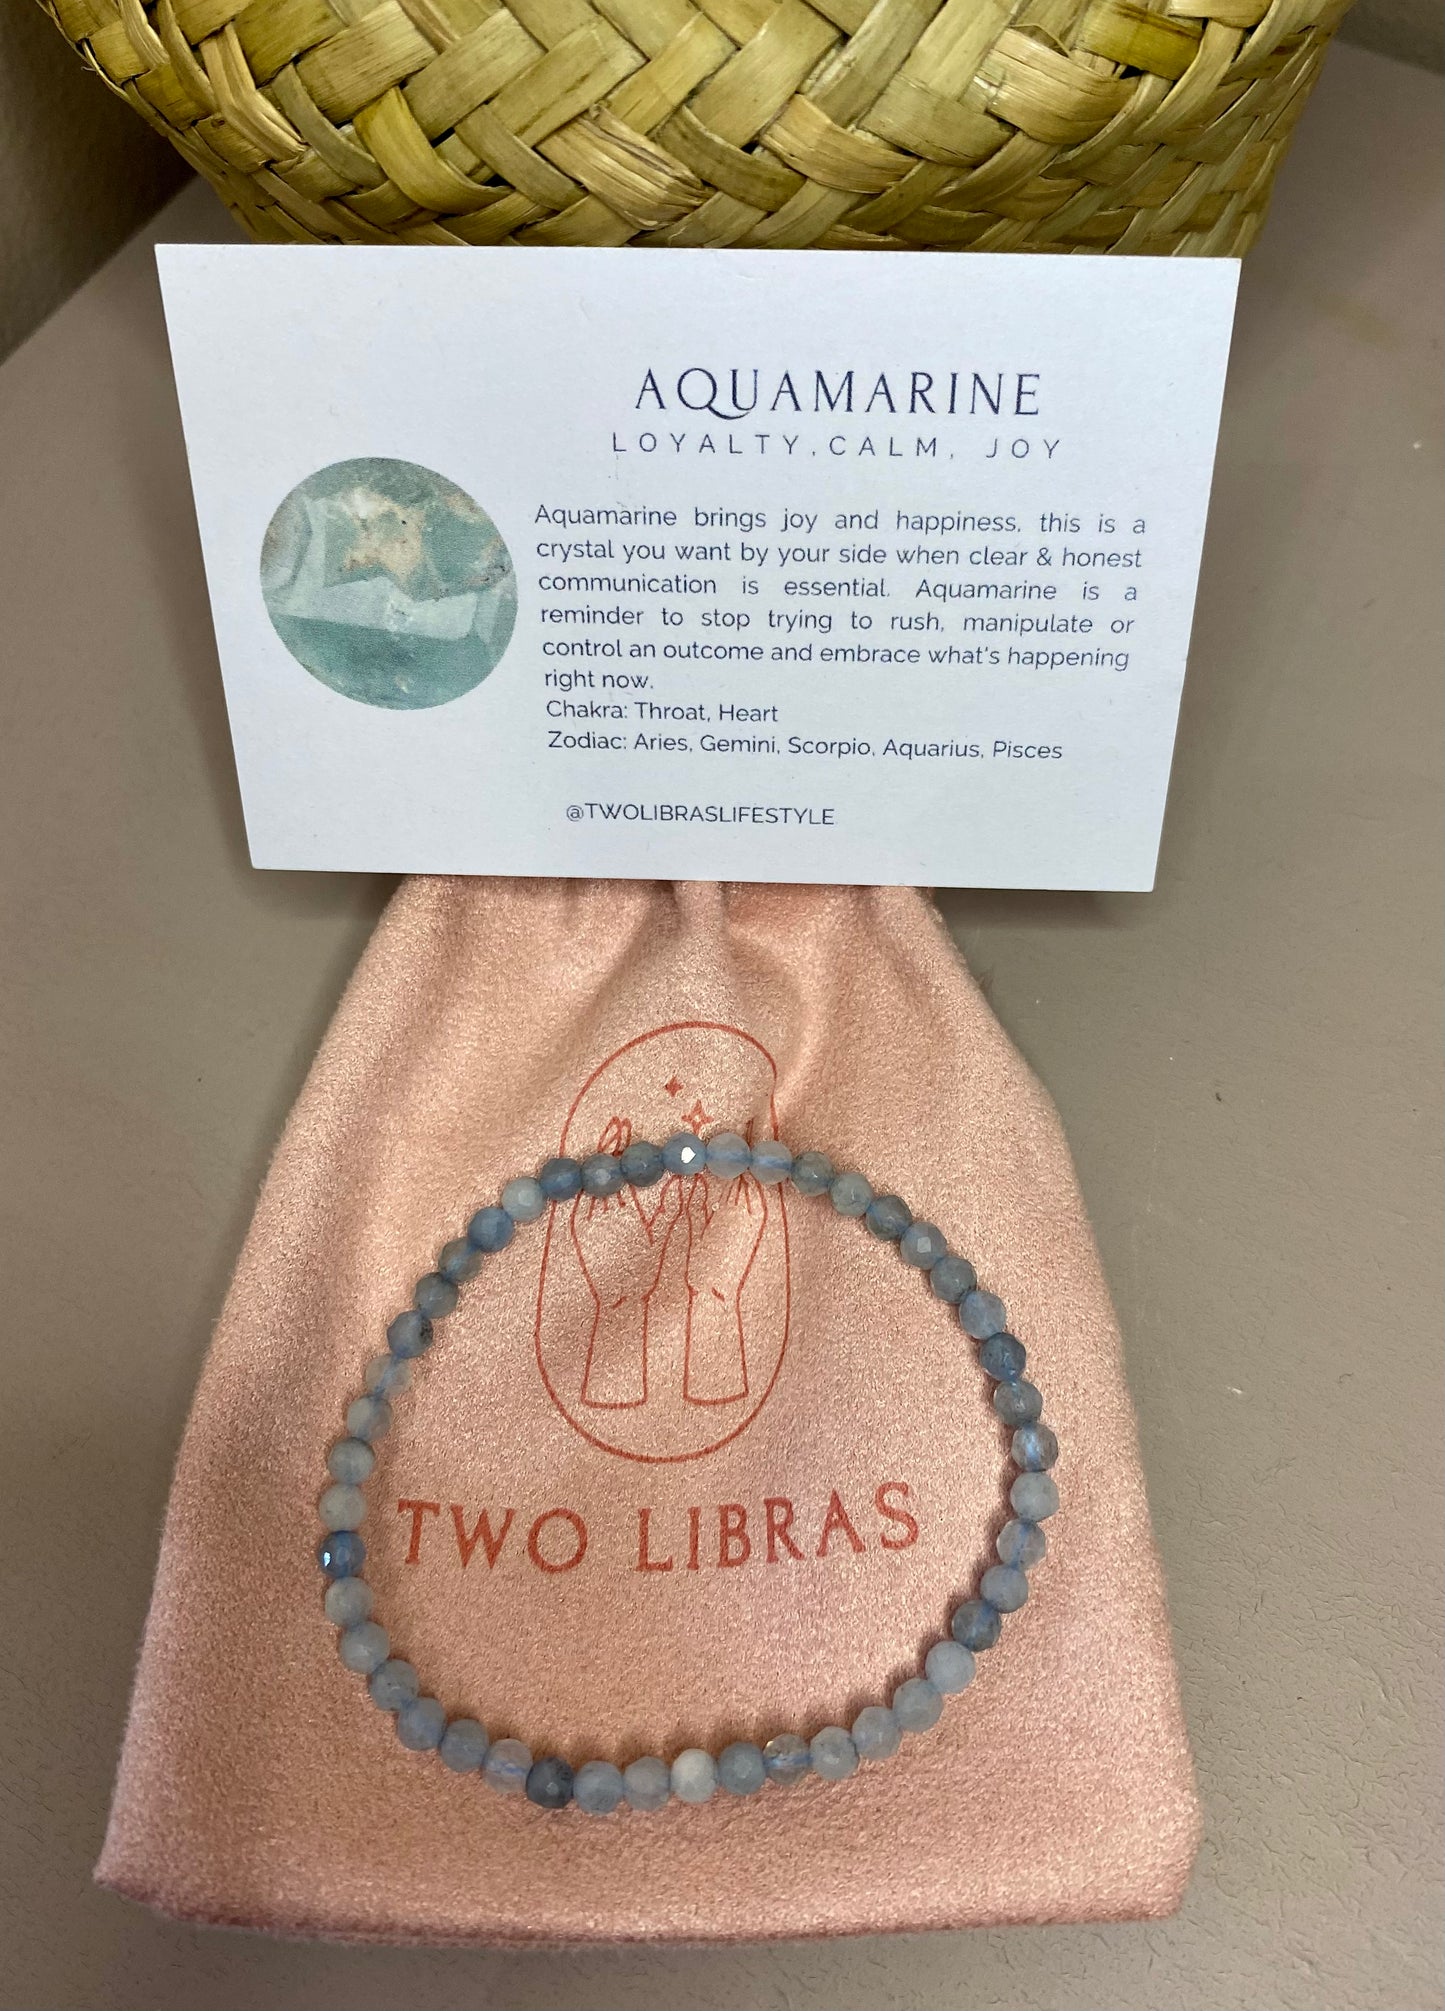 AQUAMARINE
LOYALTY, CALM, JOY
Aquamarine brings joy and happiness, this is a
crystal you want by your side when clear & honest
communication is essential. Aquamarine is a
reminder to stop trying to rush, manipulate or
control an outcome and embrace what's happening
right now.
Chakra: Throat, Heart
Zodiac: Aries, Gemini, Scorpio, Aquarius, Pisces
@TWOLIBRASLIFESTYLE
TWO LIBRAS